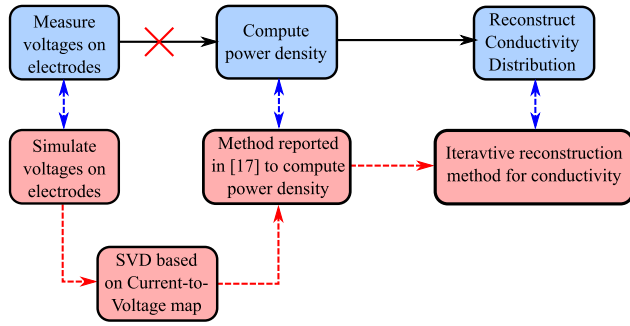 Measure
voltages on
electrodes
Compute
power density
Reconstruct
Conductivity
Distribution
Simulate
voltages on
electrodes
Method reported
in [17] to compute
power density
Iteravtive reconstruction
method for conductivity
SVD based
on Current-to-
Voltage map